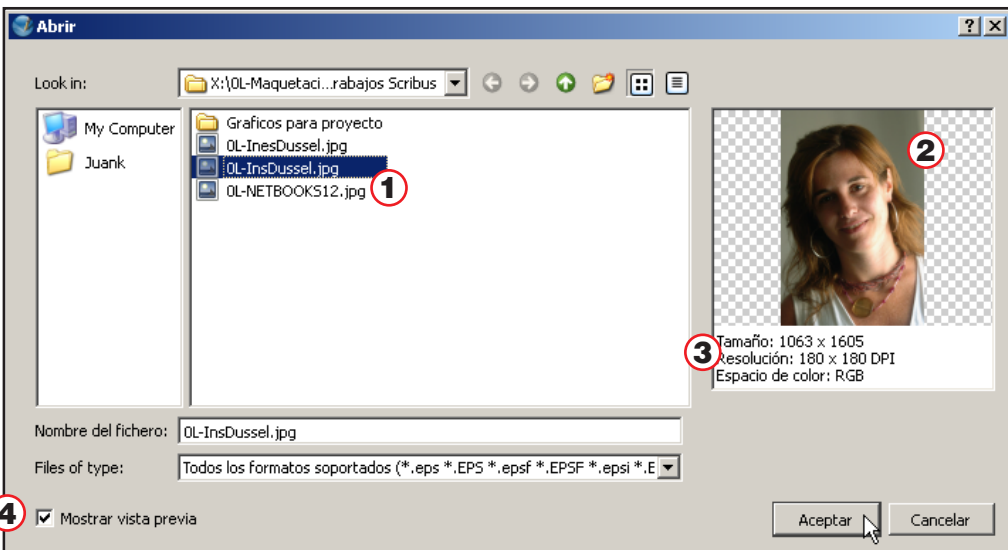 Abrir
Look in: X:\0L-Maquetaci...rabajos Scribus
My Computer
Juank
Graficos para proyecto
0L-InesDussel.jpg
0L-InsDussel.jpg
0L-NETBOOKS12.jpg
1
2
3
Tamaño: 1063 x 1605
Resolución: 180 x 180 DPI
Espacio de color: RGB
Nombre del fichero: 0L-InsDussel.jpg
Files of type: Todos los formatos soportados (*.eps *.EPS *.epsf *.EPSF *.epsi *.E
4
Mostrar vista previa
Aceptar
Cancelar